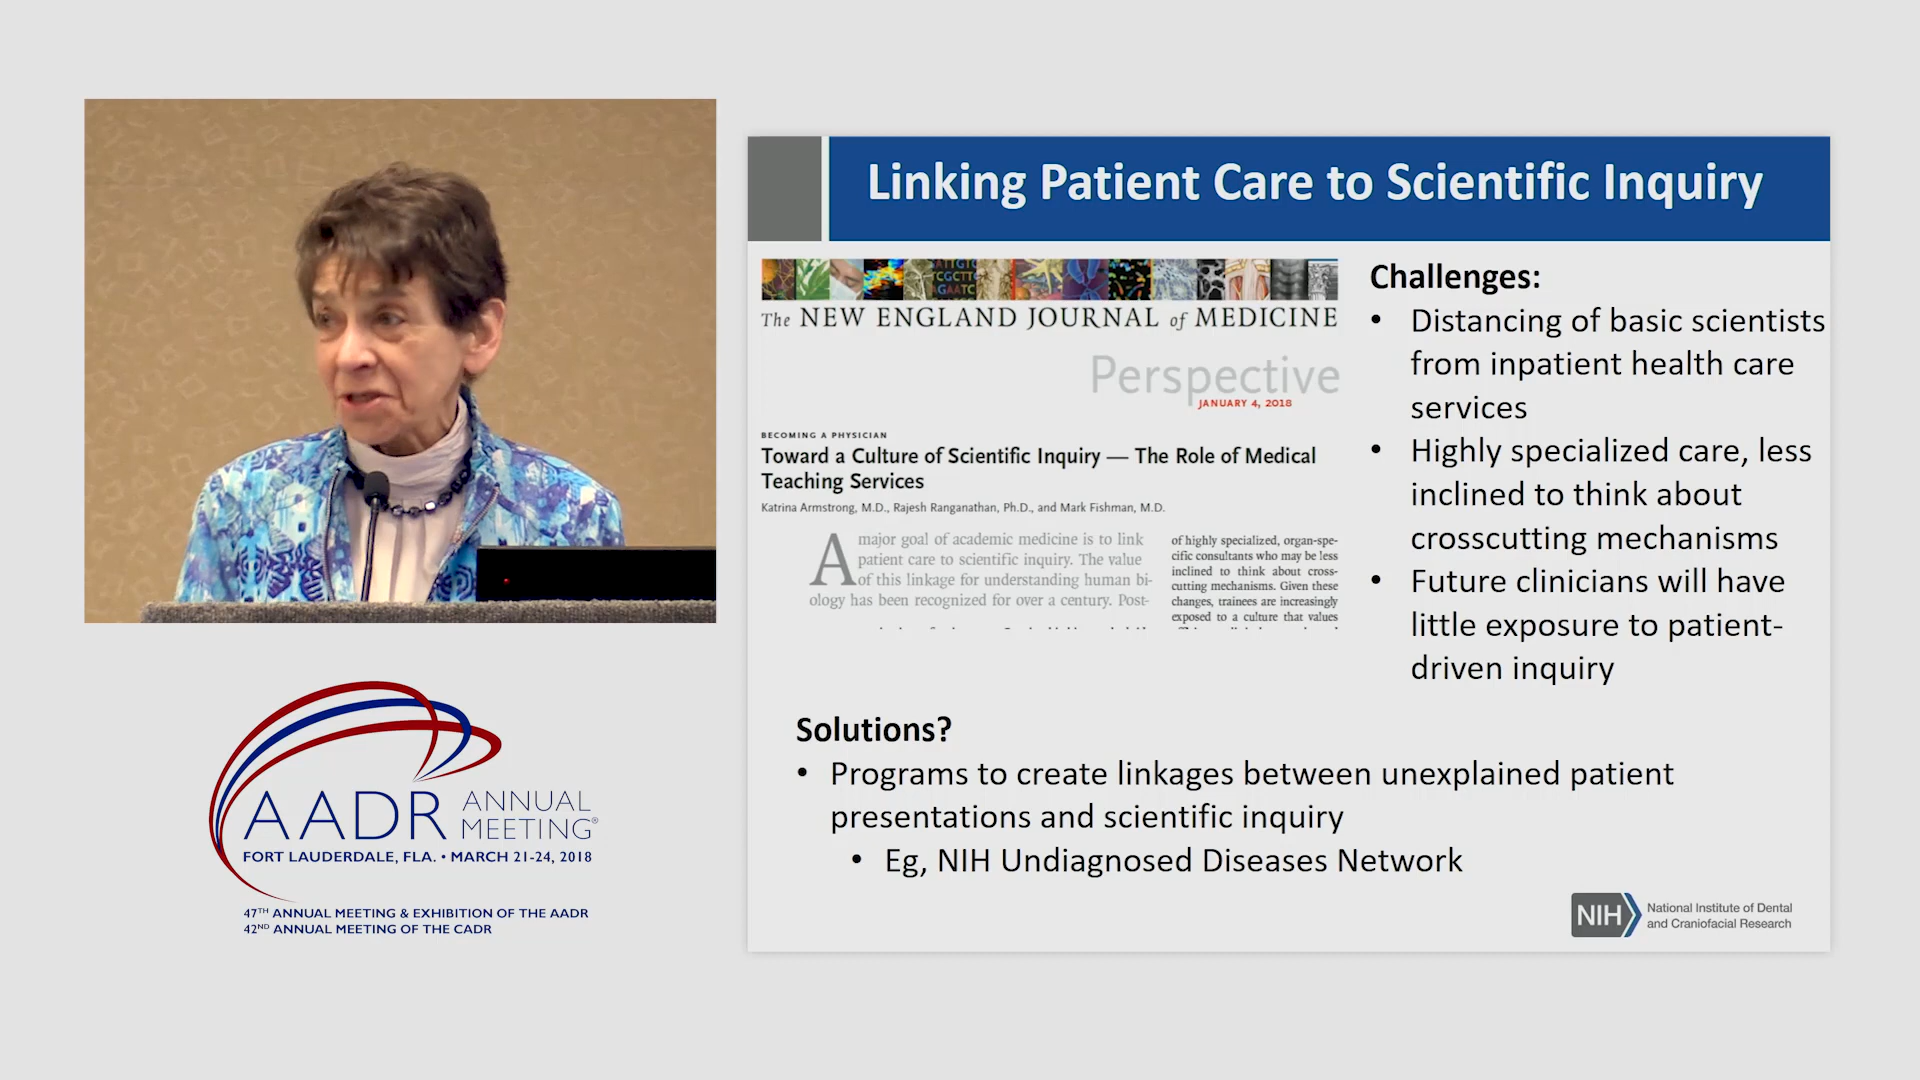 Linking Patient Care to Scientific Inquiry
ATTGTC
TCGCTT
AGAATC
The NEW ENGLAND JOURNAL of MEDICINE
Perspective
JANUARY 4, 2018
BECOMING A PHYSICIAN
Toward a Culture of Scientific Inquiry — The Role of Medical
Teaching Services
Katrina Armstrong, M.D., Rajesh Ranganathan, Ph.D., and Mark Fishman, M.D.
A major goal of academic medicine is to link
patient care to scientific inquiry. The value
of this linkage for understanding human bi-
ology has been recognized for over a century. Post-
of highly specialized, organ-spe-
cific consultants who may be less
inclined to think about cross-
cutting mechanisms. Given these
changes, trainees are increasingly
exposed to a culture that values
Challenges:
• Distancing of basic scientists
from inpatient health care
services
• Highly specialized care, less
inclined to think about
crosscutting mechanisms
• Future clinicians will have
little exposure to patient-
driven inquiry
Solutions?
• Programs to create linkages between unexplained patient
presentations and scientific inquiry
• Eg, NIH Undiagnosed Diseases Network
NIH National Institute of Dental
and Craniofacial Research
AADR ANNUAL
MEETING®
FORT LAUDERDALE, FLA. • MARCH 21-24, 2018
47TH ANNUAL MEETING & EXHIBITION OF THE AADR
42ND ANNUAL MEETING OF THE CADR